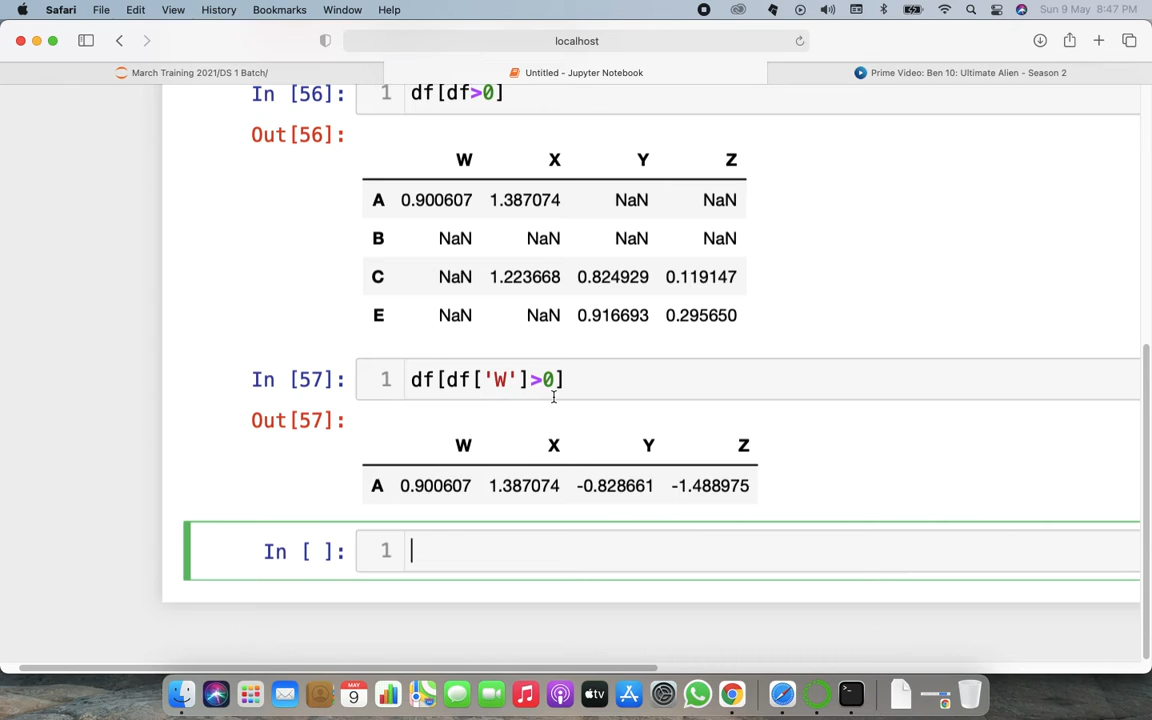 Safari File Edit View History Bookmarks Window Help Sun 9 May 8:47 PM
localhost
March Training 2021/DS 1 Batch/ Untitled - Jupyter Notebook Prime Video: Ben 10: Ultimate Alien - Season 2
In [56]: 1 df[df>0]
Out[56]:
W X Y Z
A 0.900607 1.387074 NaN NaN
B NaN NaN NaN NaN
C NaN 1.223668 0.824929 0.119147
E NaN NaN 0.916693 0.295650
In [57]: 1 df[df['W']>0]
Out[57]:
W X Y Z
A 0.900607 1.387074 -0.828661 -1.488975
In [ ]: 1
MAY
9
tv